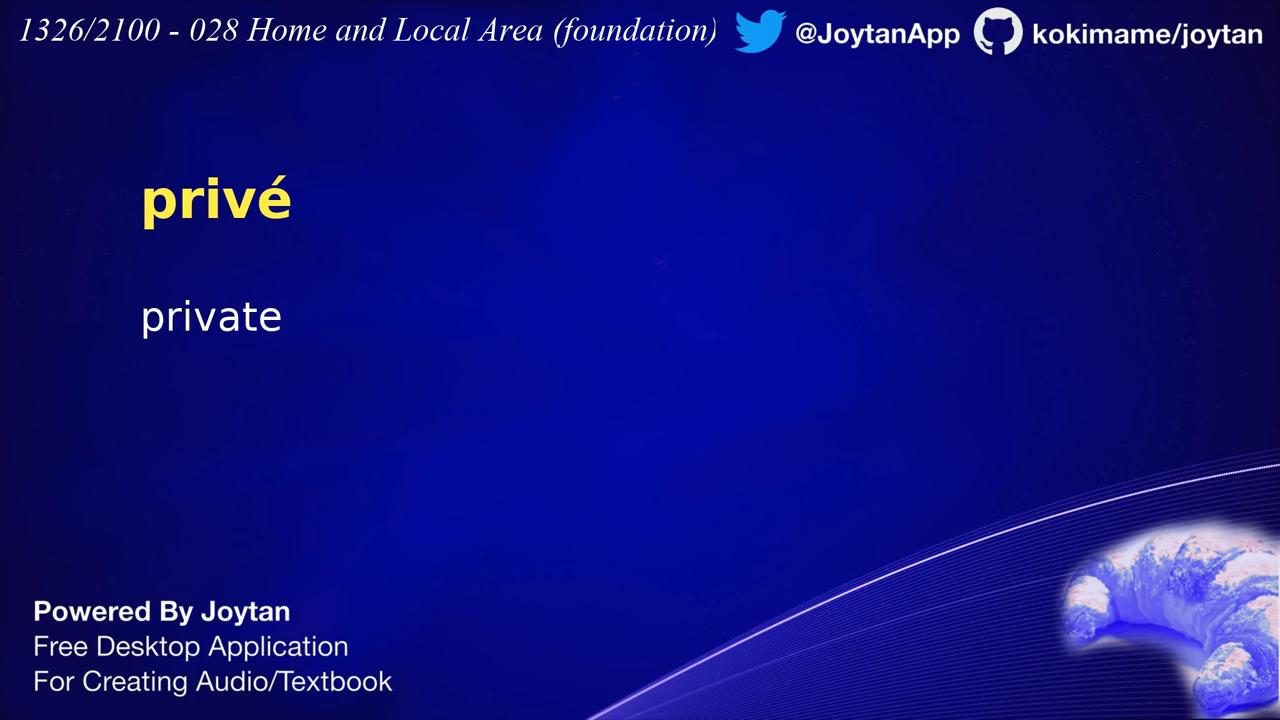 1326/2100 - 028 Home and Local Area (foundation)
@JoytanApp
kokimame/joytan
privé
private
Powered By Joytan
Free Desktop Application
For Creating Audio/Textbook